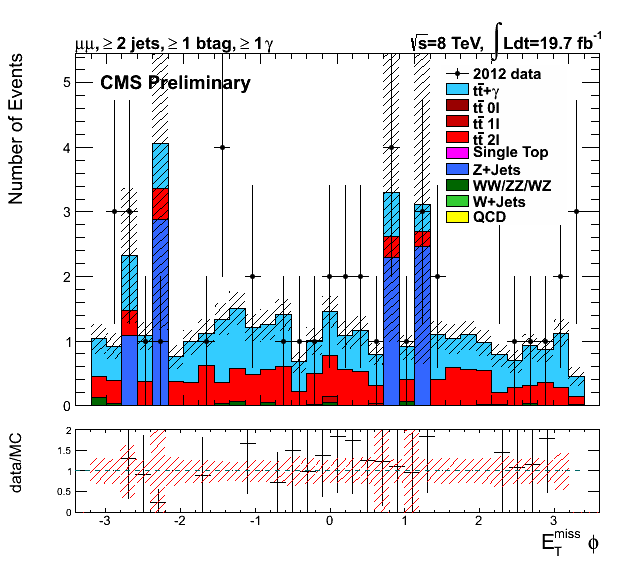 μμ, ≥ 2 jets, ≥ 1 btag, ≥ 1γ
√s=8 TeV, ∫Ldt=19.7 fb⁻¹
CMS Preliminary
Number of Events
5
4
3
2
1
0
2012 data
tt̄+γ
tt̄ 0l
tt̄ 1l
tt̄ 2l
Single Top
Z+Jets
WW/ZZ/WZ
W+Jets
QCD
data/MC
2
1.5
1
0.5
0
-3 -2 -1 0 1 2 3
E_T^miss ϕ